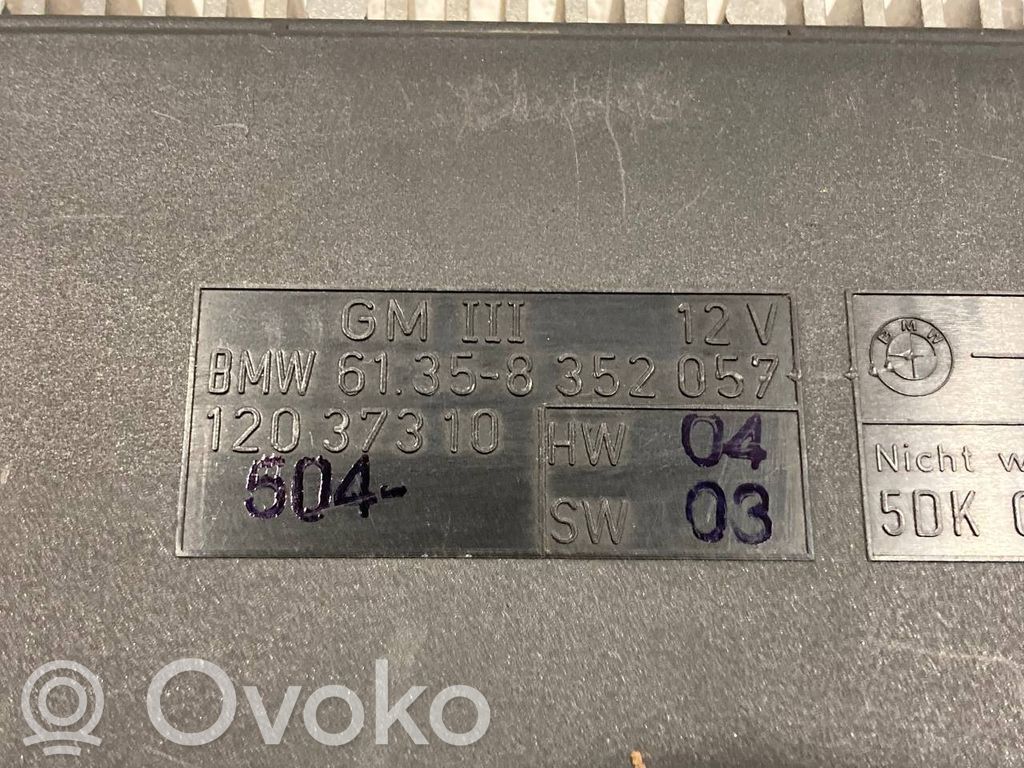 GM III 12V
BMW 61.35-8 352 057
120 373 10
504-
HW 04
SW 03
BMW
Nicht w
5DK
Ovoko